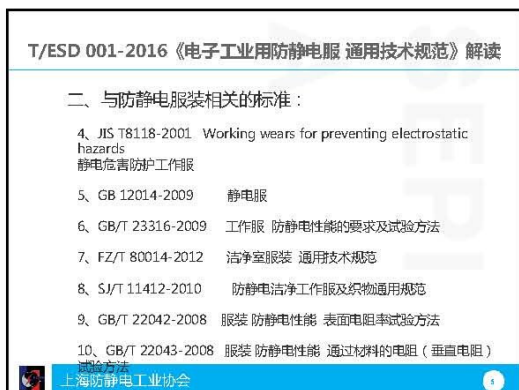 T/ESD 001-2016《电子工业用防静电服 通用技术规范》解读
二、与防静电服装相关的标准：
4、JIS T8118-2001 Working wears for preventing electrostatic
hazards
静电危害防护工作服
5、GB 12014-2009 静电服
6、GB/T 23316-2009 工作服 防静电性能的要求及试验方法
7、FZ/T 80014-2012 洁净室服装 通用技术规范
8、SJ/T 11412-2010 防静电洁净工作服及织物通用规范
9、GB/T 22042-2008 服装 防静电性能 表面电阻率试验方法
10、GB/T 22043-2008 服装 防静电性能 通过材料的电阻（垂直电阻）
试验方法
上海防静电工业协会
5